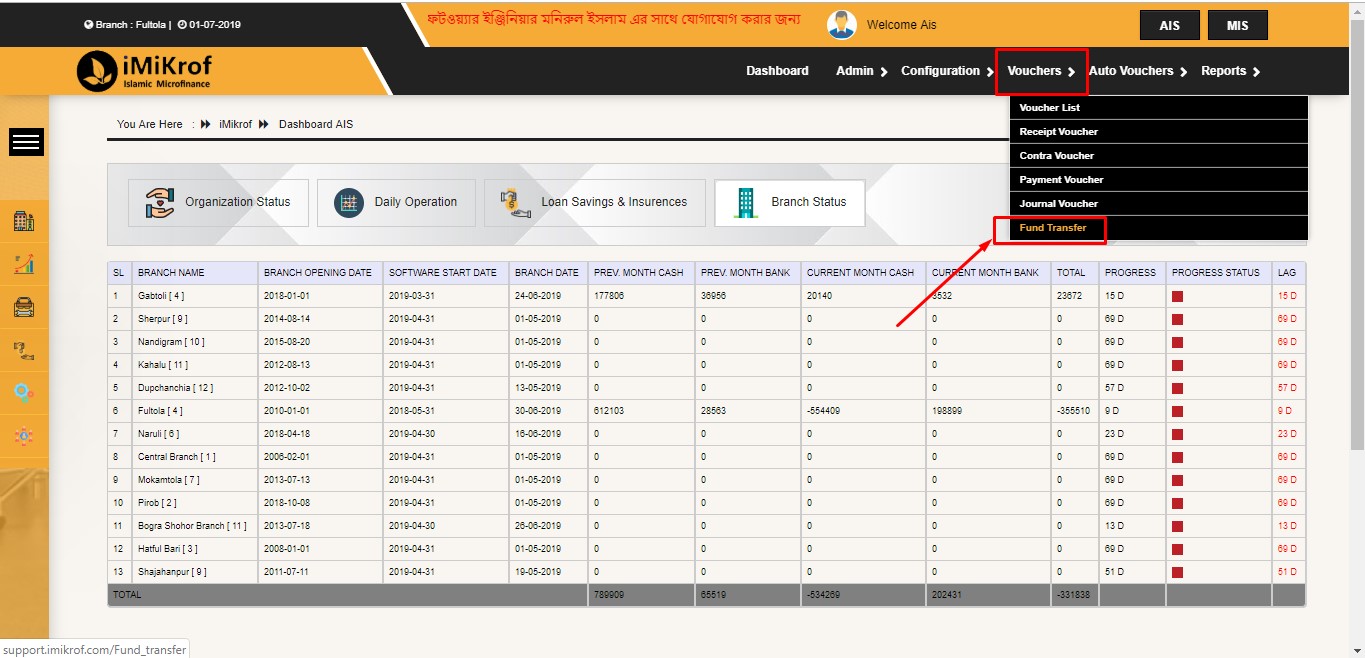 Branch : Fultola | 01-07-2019
ফটওয়্যার ইঞ্জিনিয়ার মনিরুল ইসলাম এর সাথে যোগাযোগ করার জন্য
Welcome Ais
AIS MIS
iMiKrof
Islamic Microfinance
Dashboard Admin Configuration Vouchers Auto Vouchers Reports
Voucher List
Receipt Voucher
Contra Voucher
Payment Voucher
Journal Voucher
Fund Transfer
You Are Here : iMikrof Dashboard AIS
Organization Status Daily Operation Loan Savings & Insurences Branch Status
SL BRANCH NAME BRANCH OPENING DATE SOFTWARE START DATE BRANCH DATE PREV. MONTH CASH PREV. MONTH BANK CURRENT MONTH CASH CURRENT MONTH BANK TOTAL PROGRESS PROGRESS STATUS LAG
1 Gabtoli [ 4 ] 2018-01-01 2019-03-31 24-06-2019 177806 36956 20140 3532 23672 15 D 15 D
2 Sherpur [ 9 ] 2014-08-14 2019-04-31 01-05-2019 0 0 0 0 0 69 D 69 D
3 Nandigram [ 10 ] 2015-08-20 2019-04-31 01-05-2019 0 0 0 0 0 69 D 69 D
4 Kahalu [ 11 ] 2012-08-13 2019-04-31 01-05-2019 0 0 0 0 0 69 D 69 D
5 Dupchanchia [ 12 ] 2012-10-02 2019-04-31 13-05-2019 0 0 0 0 0 57 D 57 D
6 Fultola [ 4 ] 2010-01-01 2018-05-31 30-06-2019 612103 28563 -554409 198899 -355510 9 D 9 D
7 Naruli [ 6 ] 2018-04-18 2019-04-30 16-06-2019 0 0 0 0 0 23 D 23 D
8 Central Branch [ 1 ] 2006-02-01 2019-04-31 01-05-2019 0 0 0 0 0 69 D 69 D
9 Mokamtola [ 7 ] 2013-07-13 2019-04-31 01-05-2019 0 0 0 0 0 69 D 69 D
10 Pirob [ 2 ] 2018-10-08 2019-04-31 01-05-2019 0 0 0 0 0 69 D 69 D
11 Bogra Shohor Branch [ 11 ] 2013-07-18 2019-04-30 26-06-2019 0 0 0 0 0 13 D 13 D
12 Hatful Bari [ 3 ] 2008-01-01 2019-04-31 01-05-2019 0 0 0 0 0 69 D 69 D
13 Shajahanpur [ 9 ] 2011-07-11 2019-04-31 19-05-2019 0 0 0 0 0 51 D 51 D
TOTAL 789909 65519 -534269 202431 -331838
support.imikrof.com/Fund_transfer